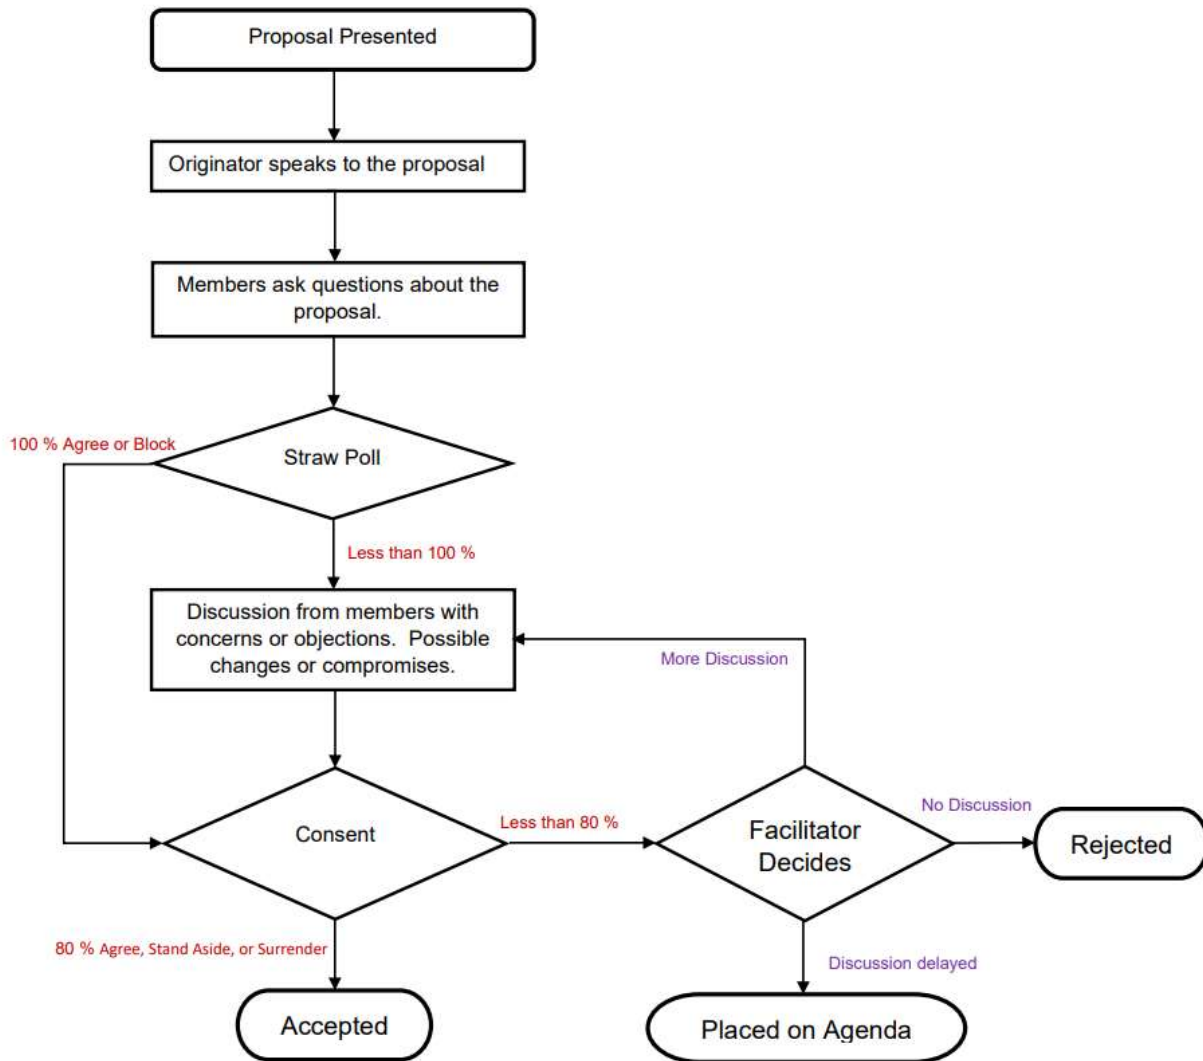 Proposal Presented
Originator speaks to the proposal
Members ask questions about the
proposal.
100 % Agree or Block
Straw Poll
Less than 100 %
Discussion from members with
concerns or objections.  Possible
changes or compromises.
More Discussion
Consent
Less than 80 %
Facilitator
Decides
No Discussion
Rejected
80 % Agree, Stand Aside, or Surrender
Discussion delayed
Accepted
Placed on Agenda